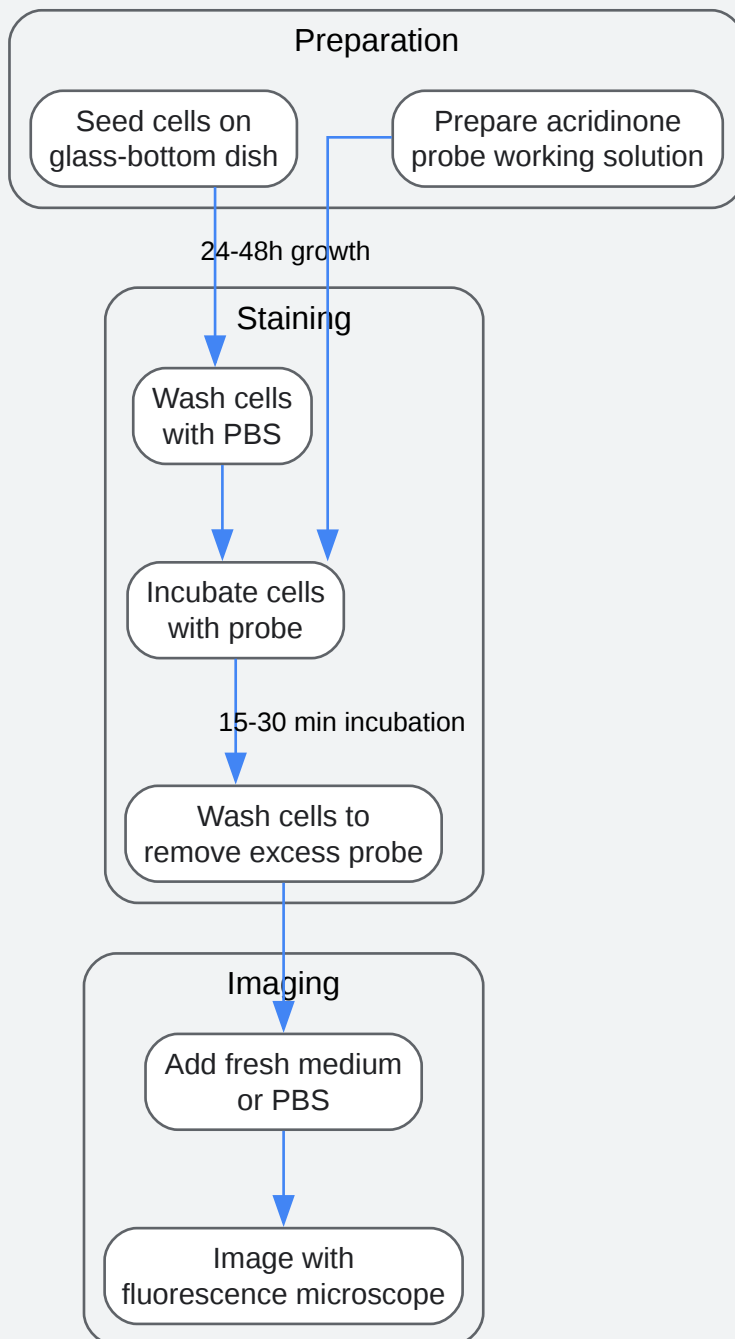 Preparation
Seed cells on
glass-bottom dish
Prepare acridinone
probe working solution
24-48h growth
Staining
Wash cells
with PBS
Incubate cells
with probe
15-30 min incubation
Wash cells to
remove excess probe
Imaging
Add fresh medium
or PBS
Image with
fluorescence microscope